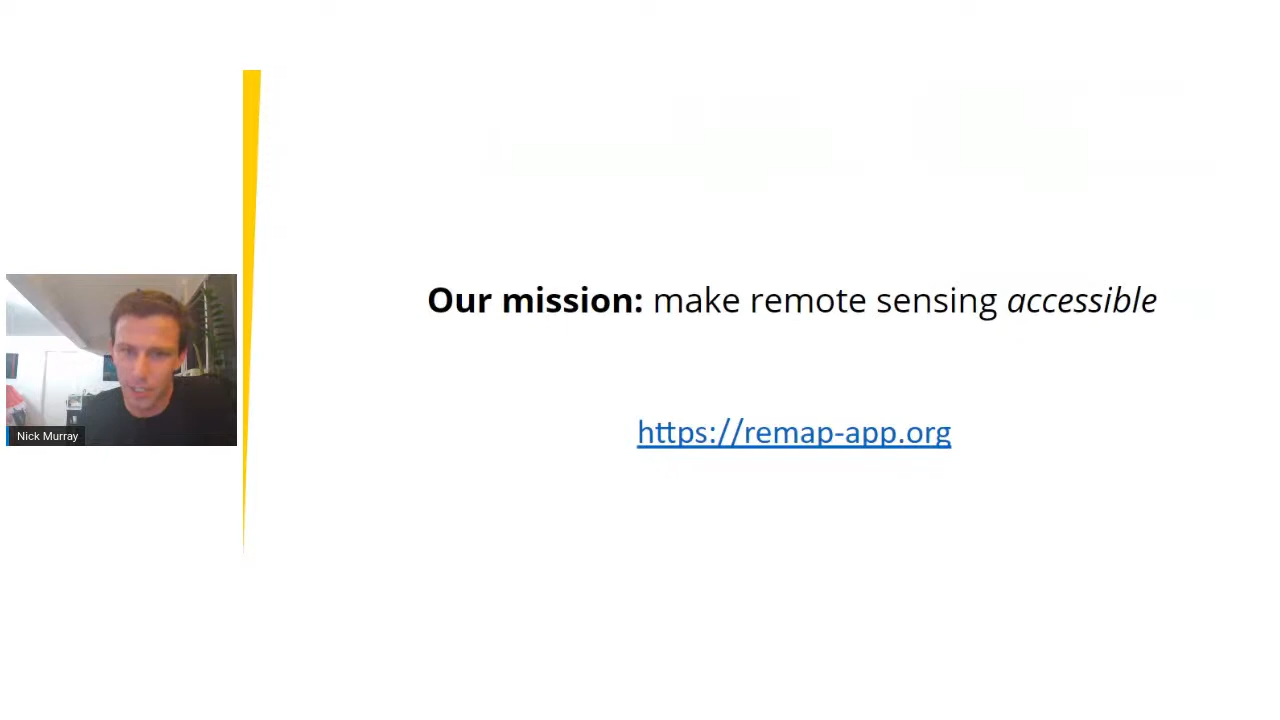 Our mission: make remote sensing accessible
https://remap-app.org
Nick Murray